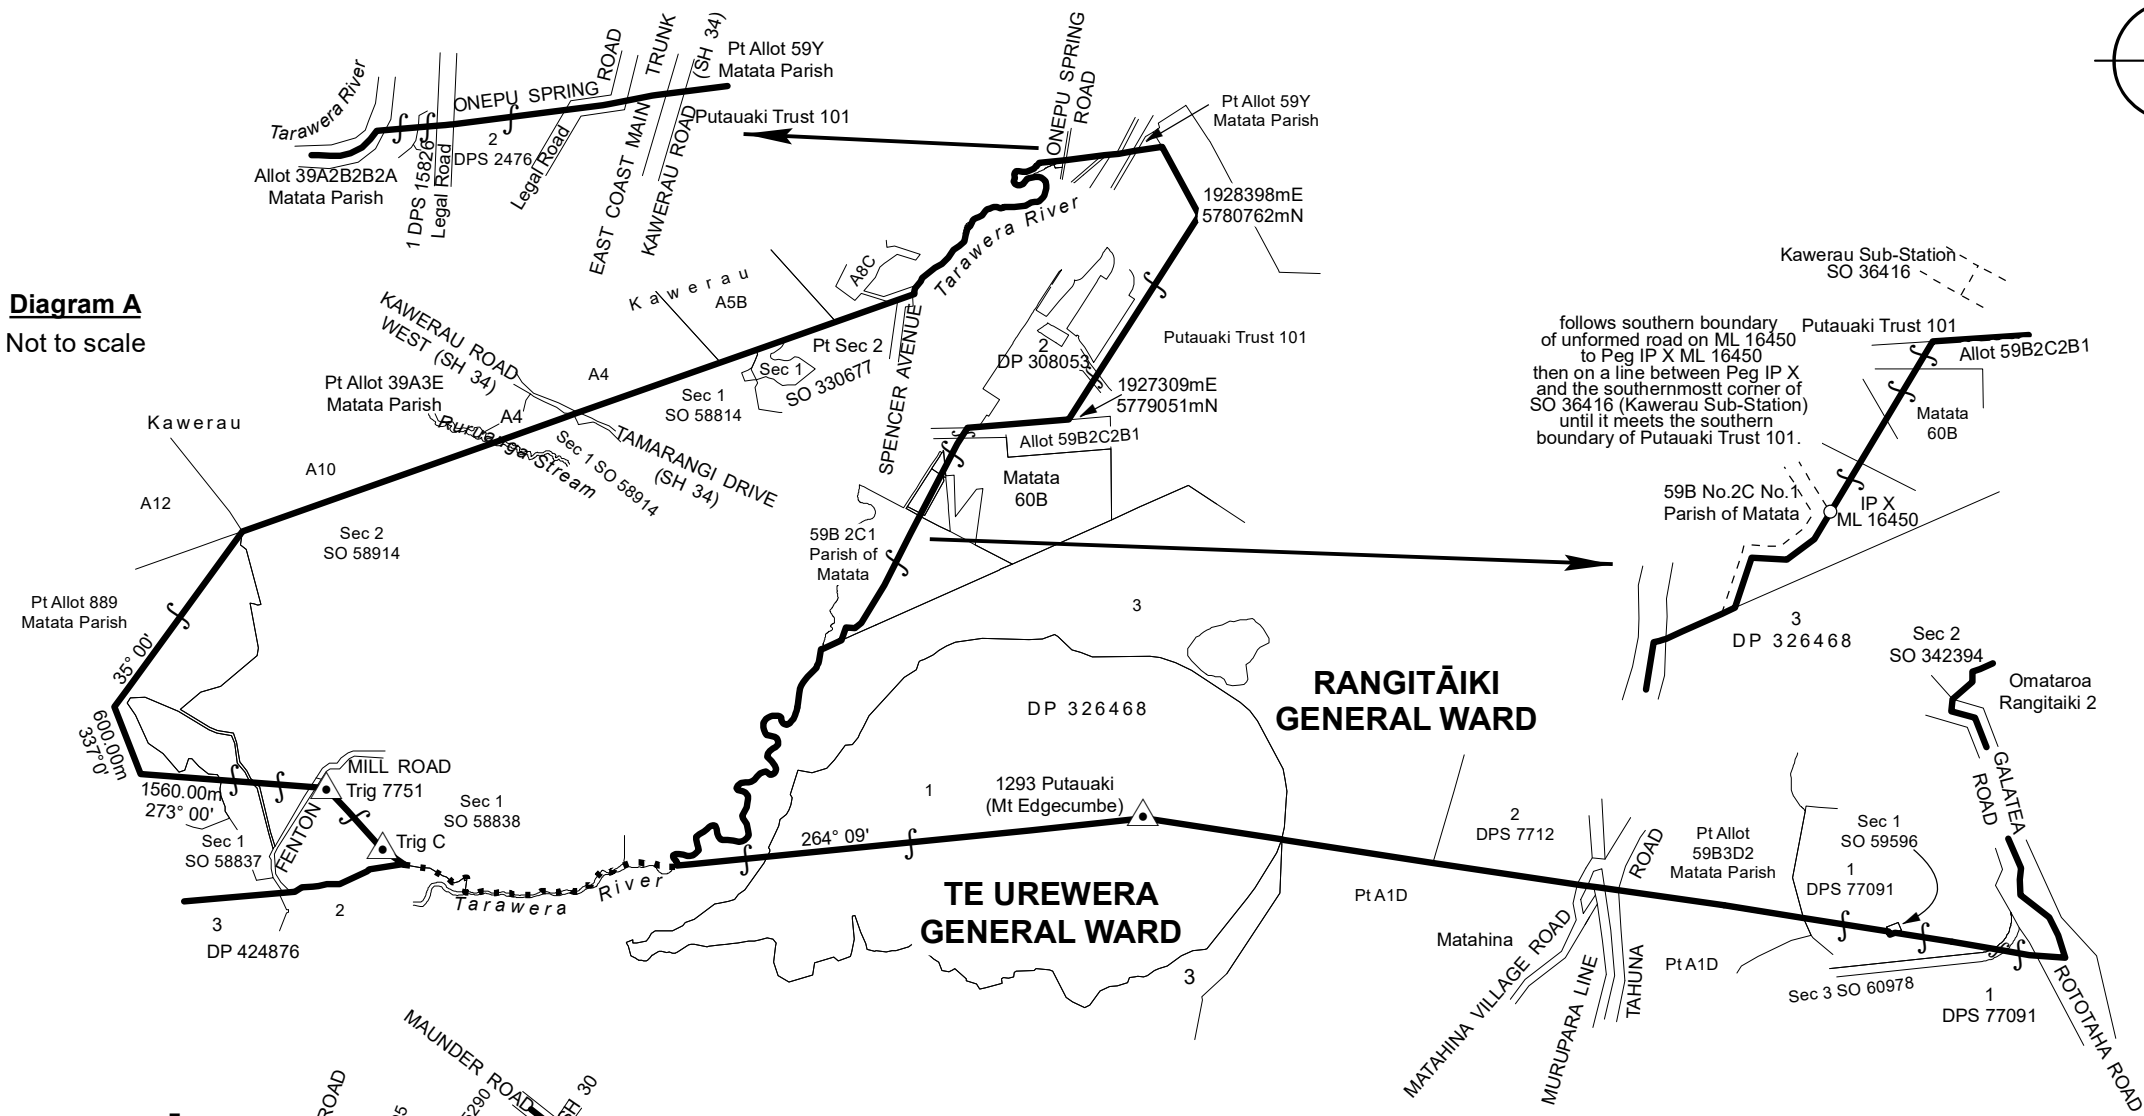 Diagram A
Not to scale
Tarawera River
ONEPU SPRING
ROAD
EAST COAST MAIN TRUNK
KAWERAU ROAD (SH 34)
Pt Allot 59Y
Matata Parish
Putauaki Trust 101
2
DPS 2476
Legal Road
1 DPS 15826
Legal Road
Allot 39A2B2B2A
Matata Parish
ONEPU SPRING
ROAD
Pt Allot 59Y
Matata Parish
1928398mE
5780762mN
Tarawera River
Kawerau
A5B
A8C
KAWERAU ROAD
WEST (SH 34)
Pt Allot 39A3E
Matata Parish
A4
A4
Ruruanga Stream
Sec 1 SO 58914
TAMARANGI DRIVE
(SH 34)
Sec 1
SO 58814
Sec 1
Pt Sec 2
SO 330677
SPENCER AVENUE
2
DP 308053
Putauaki Trust 101
1927309mE
5779051mN
Allot 59B2C2B1
Matata
60B
59B 2C1
Parish of
Matata
Kawerau
A10
A12
Sec 2
SO 58914
Pt Allot 889
Matata Parish
35° 00'
600.00m
337°0'
1560.00m
273° 00'
MILL ROAD
Trig 7751
Trig C
FENTON
Sec 1
SO 58838
Sec 1
SO 58837
3
2
DP 424876
Tarawera River
264° 09'
1
DP 326468
3
1293 Putauaki
(Mt Edgecumbe)
RANGITĀIKI
GENERAL WARD
TE UREWERA
GENERAL WARD
3
Kawerau Sub-Station
SO 36416
follows southern boundary
of unformed road on ML 16450
to Peg IP X ML 16450
then on a line between Peg IP X
and the southernmostt corner of
SO 36416 (Kawerau Sub-Station)
until it meets the southern
boundary of Putauaki Trust 101.
Putauaki Trust 101
Allot 59B2C2B1
Matata
60B
59B No.2C No.1
Parish of Matata
IP X
ML 16450
3
DP 326468
Sec 2
SO 342394
Omataroa
Rangitaiki 2
GALATEA
ROAD
2
DPS 7712
ROAD
Pt Allot
59B3D2
Matata Parish
Sec 1
SO 59596
1
DPS 77091
Pt A1D
Matahina
MATAHINA VILLAGE ROAD
MURUPARA LINE
TAHUNA
Pt A1D
Sec 3 SO 60978
1
DPS 77091
ROTOTAHA ROAD
MAUNDER ROAD
ROAD
SH 30